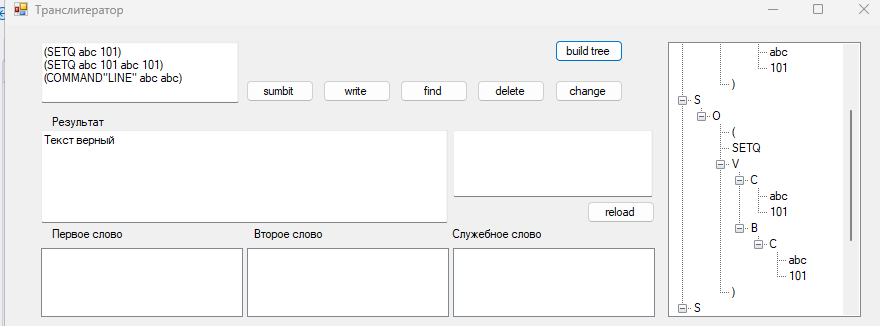 Транслитератор
(SETQ abc 101)
(SETQ abc 101 abc 101)
(COMMAND"LINE" abc abc)
build tree
sumbit
write
find
delete
change
Результат
Текст верный
reload
Первое слово
Второе слово
Служебное слово
abc
101
)
S
O
(
SETQ
V
C
abc
101
B
C
abc
101
)
S